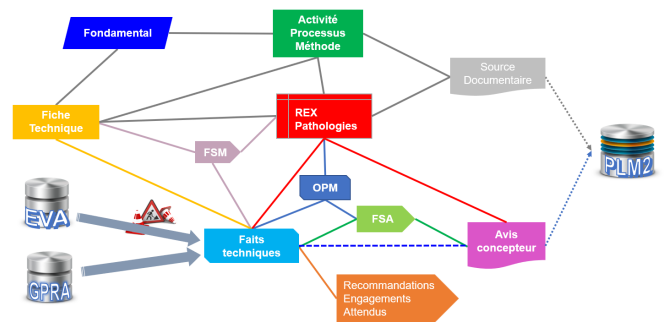 Fondamental
Activité
Processus
Méthode
Source
Documentaire
Fiche
Technique
REX
Pathologies
FSM
PLM2
OPM
EVA
FSA
Faits
techniques
Avis
concepteur
GPRA
Recommandations
Engagements
Attendus